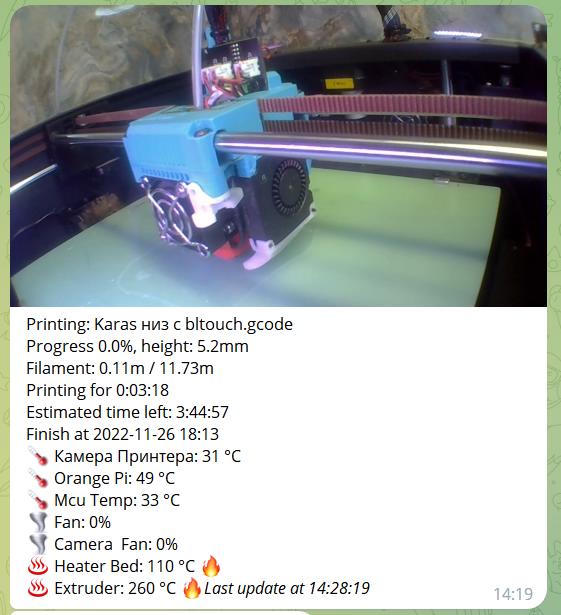 Printing: Karas низ с bltouch.gcode
Progress 0.0%, height: 5.2mm
Filament: 0.11m / 11.73m
Printing for 0:03:18
Estimated time left: 3:44:57
Finish at 2022-11-26 18:13
Камера Принтера: 31 °C
Orange Pi: 49 °C
Mcu Temp: 33 °C
Fan: 0%
Camera Fan: 0%
Heater Bed: 110 °C
Extruder: 260 °C Last update at 14:28:19
14:19